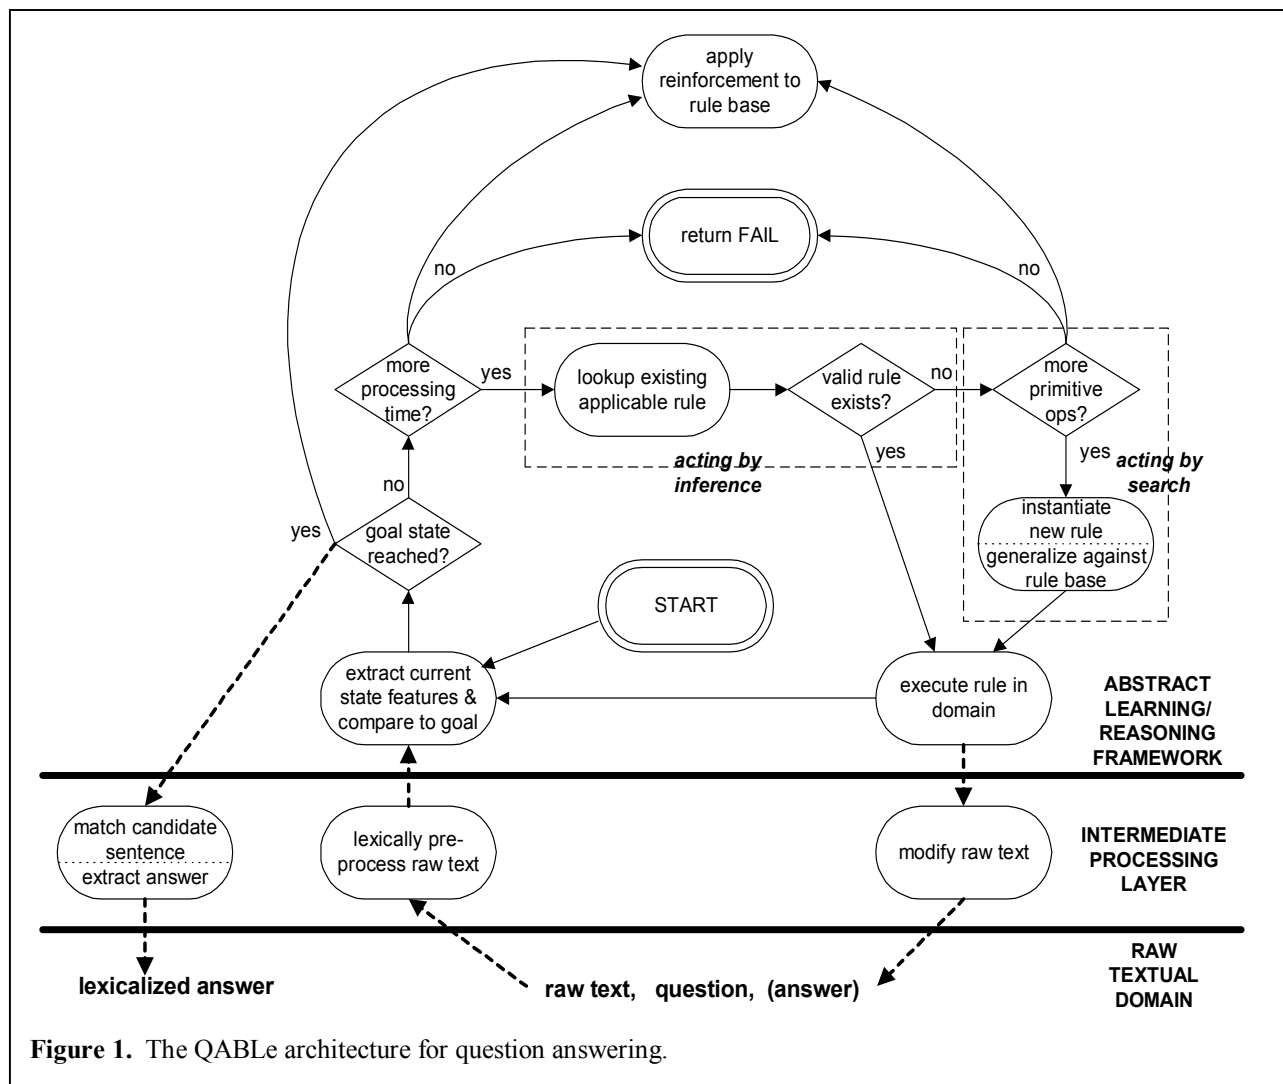 apply
reinforcement to
rule base
return FAIL
no
no
more
processing
time?
yes
lookup existing
applicable rule
valid rule
exists?
no
more
primitive
ops?
yes
yes
acting by
inference
acting by
search
no
yes
goal state
reached?
instantiate
new rule
generalize against
rule base
START
extract current
state features &
compare to goal
execute rule in
domain
ABSTRACT
LEARNING/
REASONING
FRAMEWORK
match candidate
sentence
extract answer
lexically pre-
process raw text
modify raw text
INTERMEDIATE
PROCESSING
LAYER
lexicalized answer
raw text, question, (answer)
RAW
TEXTUAL
DOMAIN
Figure 1. The QABLe architecture for question answering.